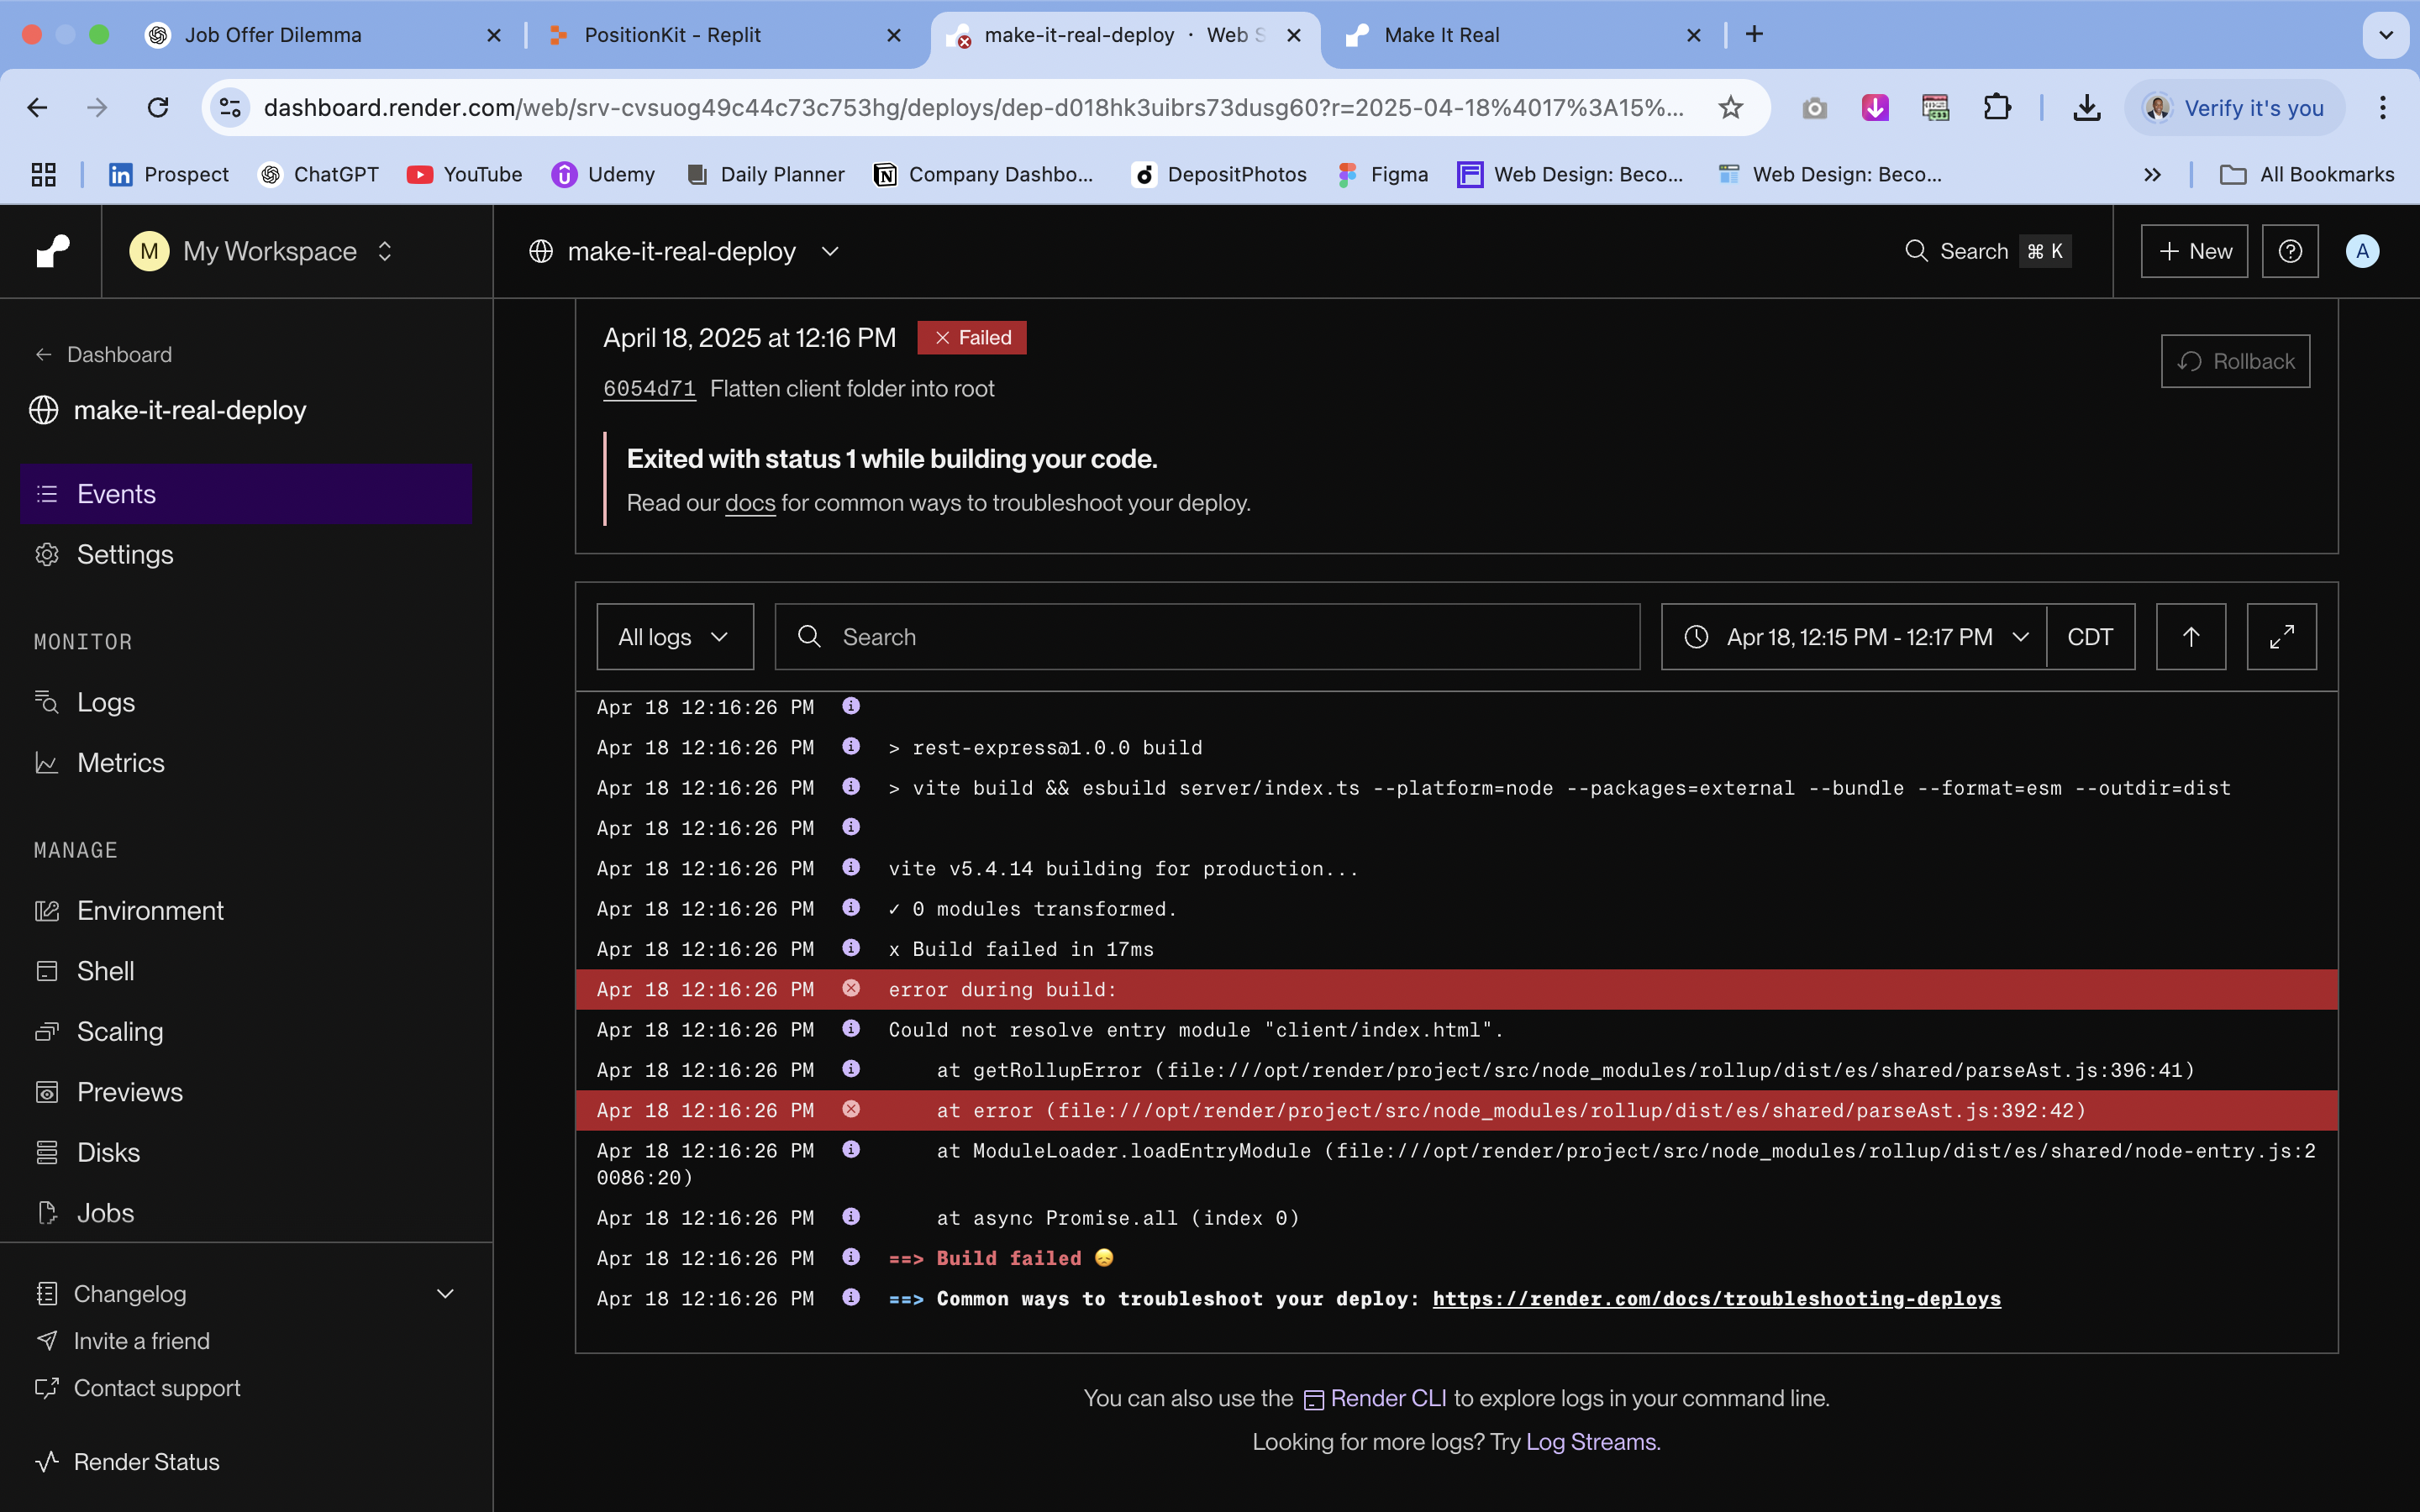 Job Offer Dilemma
PositionKit - Replit
make-it-real-deploy · Web S
Make It Real
dashboard.render.com/web/srv-cvsuog49c44c73c753hg/deploys/dep-d018hk3uibrs73dusg60?r=2025-04-18%4017%3A15%...
Verify it's you
Prospect
ChatGPT
YouTube
Udemy
Daily Planner
Company Dashbo...
DepositPhotos
Figma
Web Design: Beco...
Web Design: Beco...
All Bookmarks
M My Workspace
make-it-real-deploy
Search ⌘ K
+ New
A
Dashboard
make-it-real-deploy
Events
Settings
MONITOR
Logs
Metrics
MANAGE
Environment
Shell
Scaling
Previews
Disks
Jobs
Changelog
Invite a friend
Contact support
Render Status
April 18, 2025 at 12:16 PM Failed
Rollback
6054d71 Flatten client folder into root
Exited with status 1 while building your code.
Read our docs for common ways to troubleshoot your deploy.
All logs
Search
Apr 18, 12:15 PM - 12:17 PM
CDT
Apr 18 12:16:26 PM
Apr 18 12:16:26 PM > rest-express@1.0.0 build
Apr 18 12:16:26 PM > vite build && esbuild server/index.ts --platform=node --packages=external --bundle --format=esm --outdir=dist
Apr 18 12:16:26 PM
Apr 18 12:16:26 PM vite v5.4.14 building for production...
Apr 18 12:16:26 PM ✓ 0 modules transformed.
Apr 18 12:16:26 PM x Build failed in 17ms
Apr 18 12:16:26 PM error during build:
Apr 18 12:16:26 PM Could not resolve entry module "client/index.html".
Apr 18 12:16:26 PM at getRollupError (file:///opt/render/project/src/node_modules/rollup/dist/es/shared/parseAst.js:396:41)
Apr 18 12:16:26 PM at error (file:///opt/render/project/src/node_modules/rollup/dist/es/shared/parseAst.js:392:42)
Apr 18 12:16:26 PM at ModuleLoader.loadEntryModule (file:///opt/render/project/src/node_modules/rollup/dist/es/shared/node-entry.js:2
0086:20)
Apr 18 12:16:26 PM at async Promise.all (index 0)
Apr 18 12:16:26 PM ==> Build failed 😞
Apr 18 12:16:26 PM ==> Common ways to troubleshoot your deploy: https://render.com/docs/troubleshooting-deploys
You can also use the Render CLI to explore logs in your command line.
Looking for more logs? Try Log Streams.